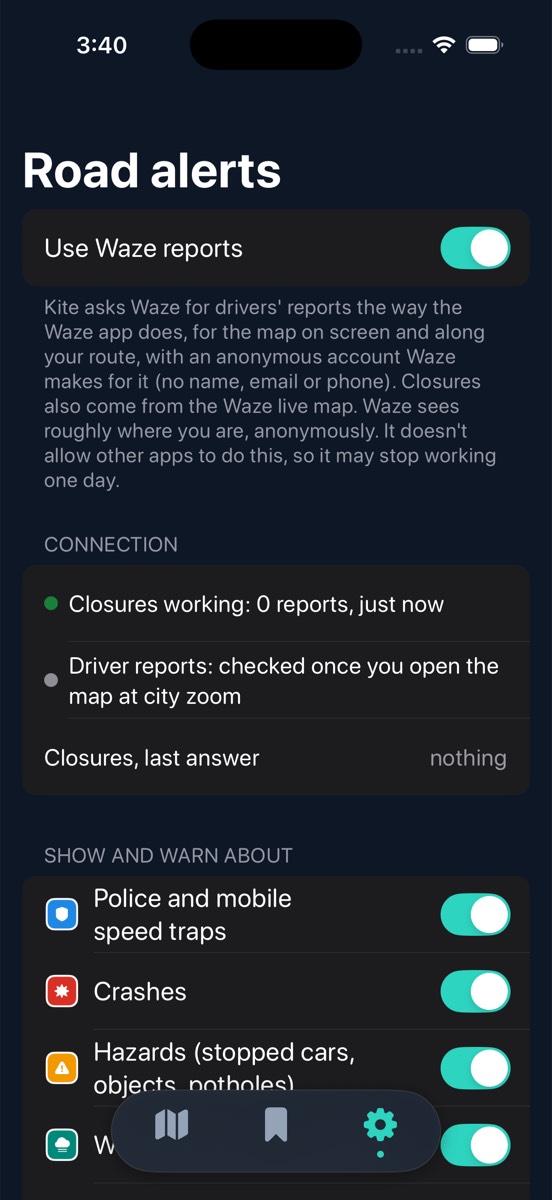 3:40
Road alerts
Use Waze reports
Kite asks Waze for drivers' reports the way the
Waze app does, for the map on screen and along
your route, with an anonymous account Waze
makes for it (no name, email or phone). Closures
also come from the Waze live map. Waze sees
roughly where you are, anonymously. It doesn't
allow other apps to do this, so it may stop working
one day.
CONNECTION
Closures working: 0 reports, just now
Driver reports: checked once you open the
map at city zoom
Closures, last answer nothing
SHOW AND WARN ABOUT
Police and mobile
speed traps
Crashes
Hazards (stopped cars,
objects, potholes)